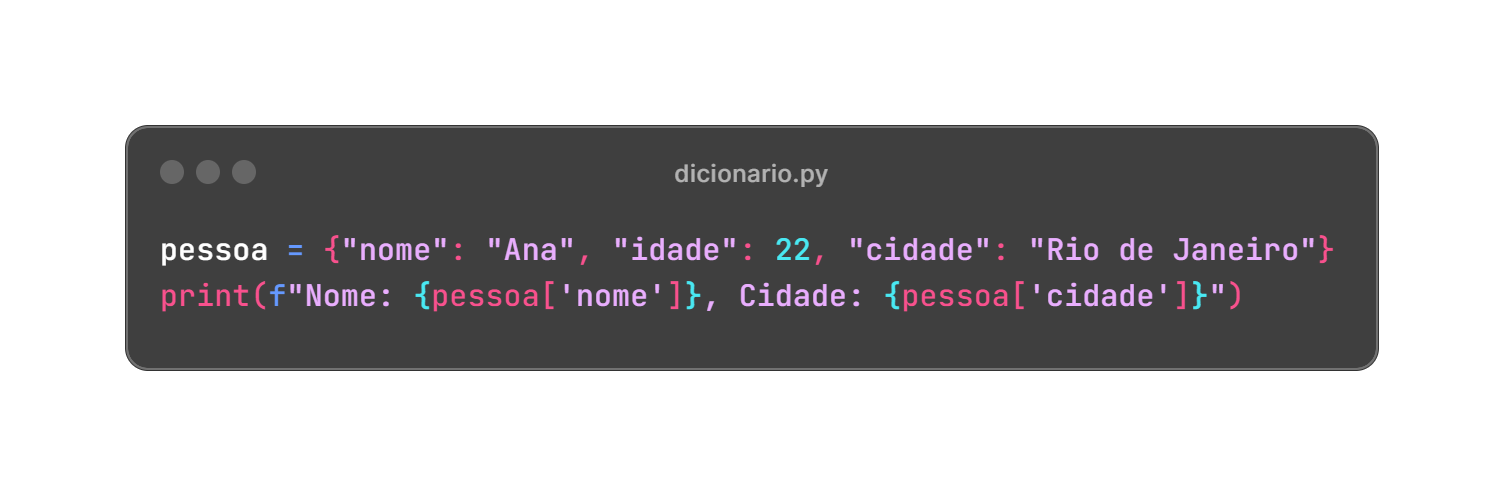 dicionario.py
pessoa = {"nome": "Ana", "idade": 22, "cidade": "Rio de Janeiro"}
print(f"Nome: {pessoa['nome']}, Cidade: {pessoa['cidade']}")